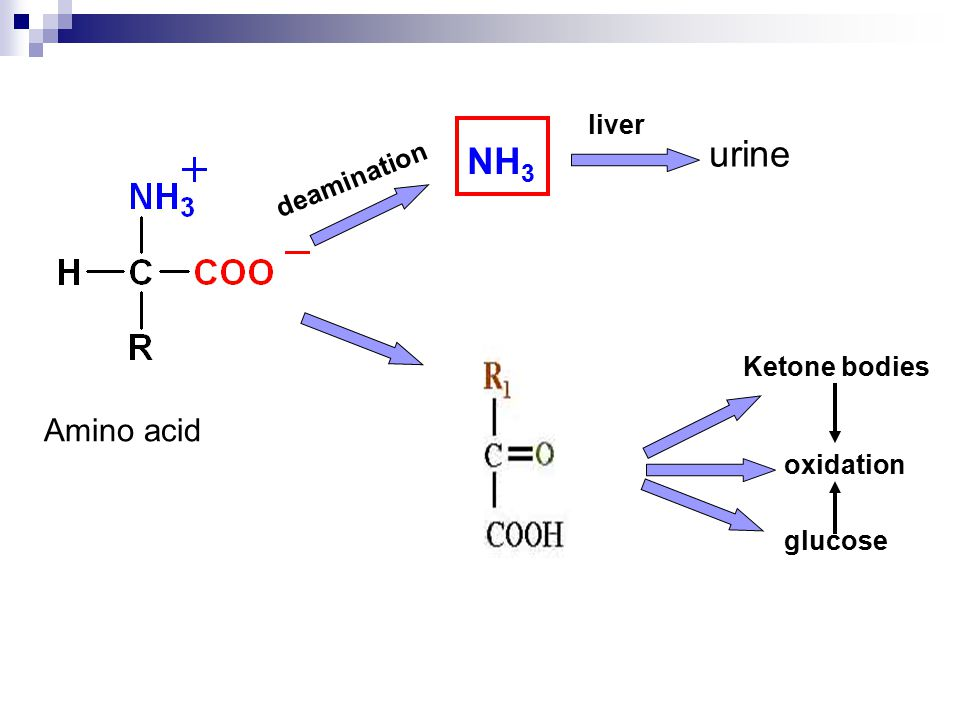 liver
NH3
urine
deamination
NH3 +
H C COO –
R
Amino acid
R1
C=O
COOH
Ketone bodies
oxidation
glucose